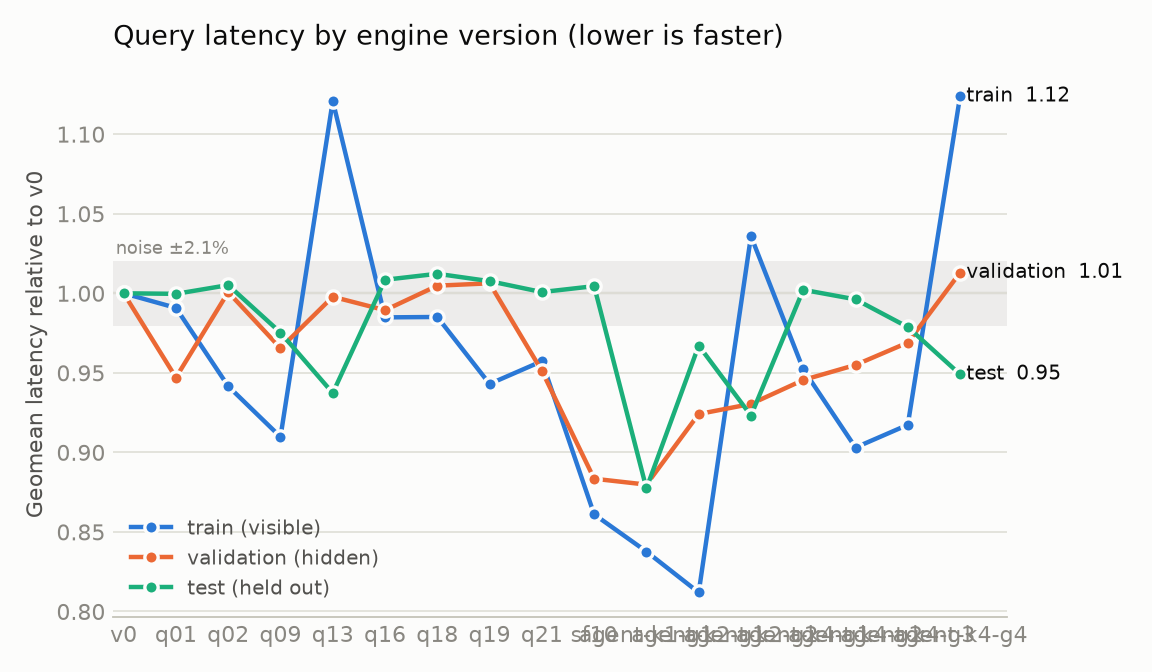 Query latency by engine version (lower is faster)
Geomean latency relative to v0
1.10
1.05
1.00
0.95
0.90
0.85
0.80
noise ±2.1%
train 1.12
validation 1.01
test 0.95
train (visible)
validation (hidden)
test (held out)
v0 q01 q02 q09 q13 q16 q18 q19 q21